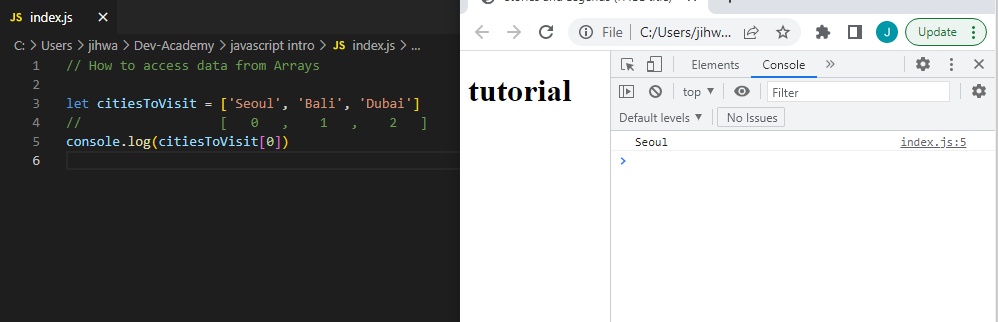 JS index.js ×
C: > Users > jihwa > Dev-Academy > javascript intro > JS index.js > ...
1 // How to access data from Arrays
2
3 let citiesToVisit = ['Seoul', 'Bali', 'Dubai']
4 // [ 0 , 1 , 2 ]
5 console.log(citiesToVisit[0])
6
File | C:/Users/jihw...
J
Update
tutorial
Elements Console »
top ▼ Filter
Default levels ▼ No Issues
Seoul index.js:5
>